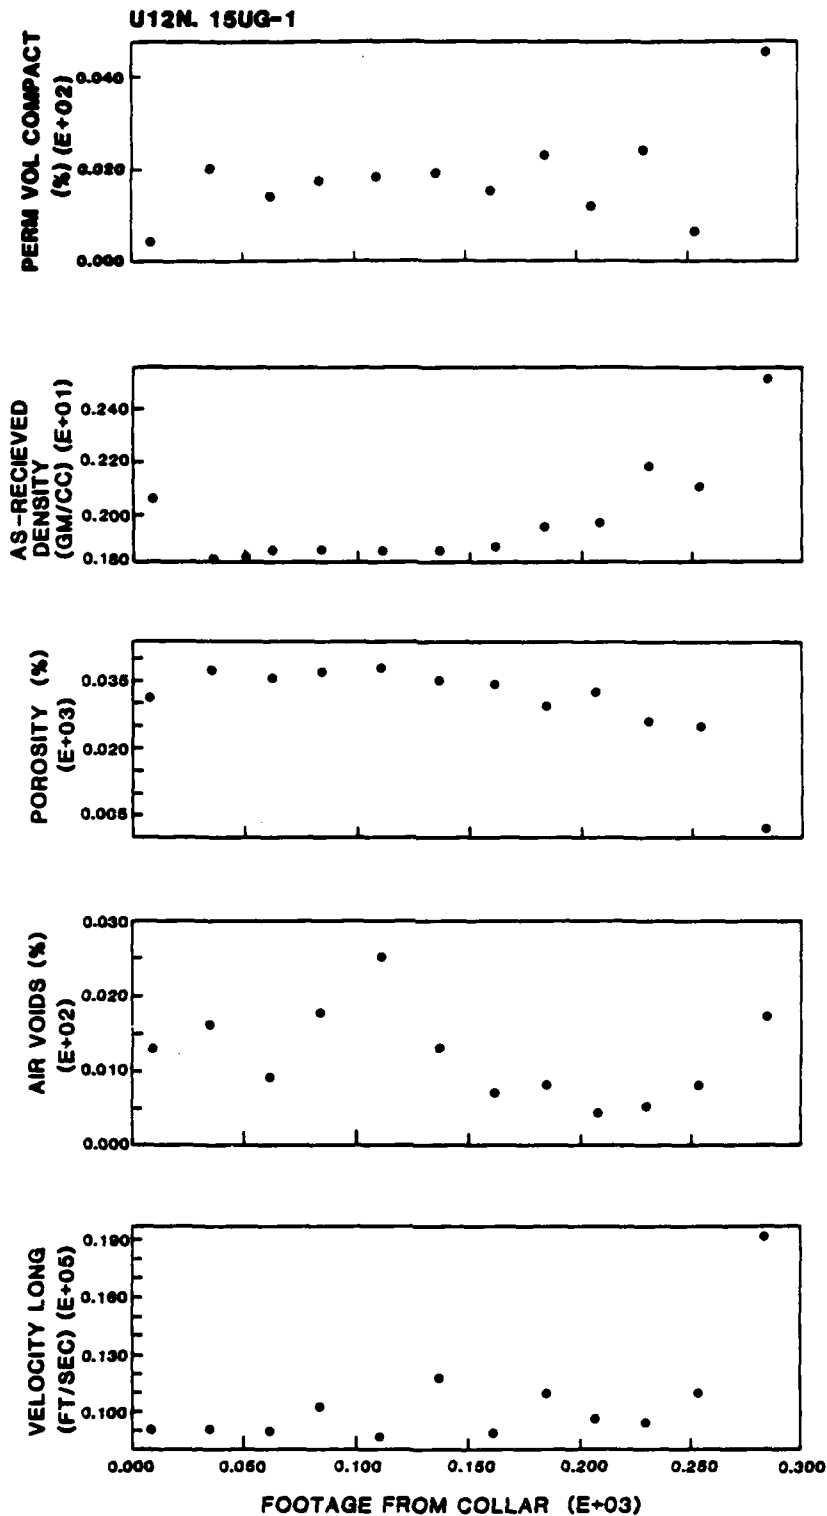 U12N. 15UG-1
PERM VOL COMPACT
(%) (E+02)
0.040
0.020
0.000
AS-RECIEVED
DENSITY
(GM/CC) (E+01)
0.240
0.220
0.200
0.180
POROSITY (%)
(E+03)
0.035
0.020
0.005
AIR VOIDS (%)
(E+02)
0.030
0.020
0.010
0.000
VELOCITY LONG
(FT/SEC) (E+05)
0.190
0.160
0.130
0.100
0.000 0.050 0.100 0.150 0.200 0.250 0.300
FOOTAGE FROM COLLAR (E+03)